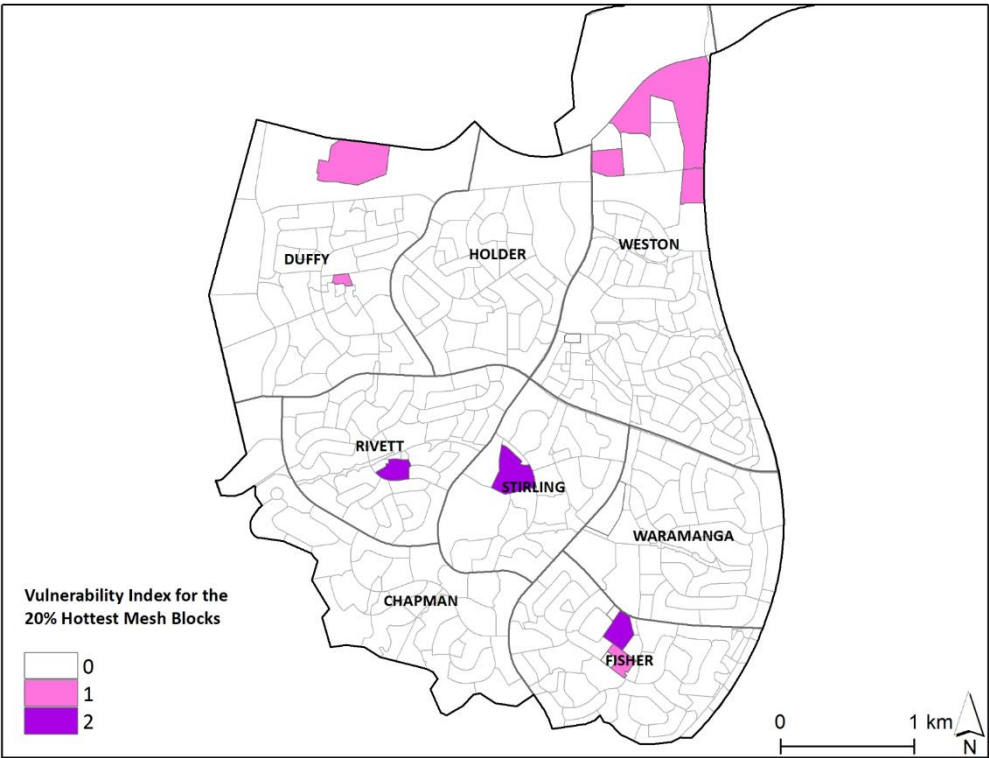 WESTON
DUFFY
HOLDER
RIVETT
STIRLING
WARAMANGA
CHAPMAN
FISHER
Vulnerability Index for the
20% Hottest Mesh Blocks
0
1
2
0 1 km
N